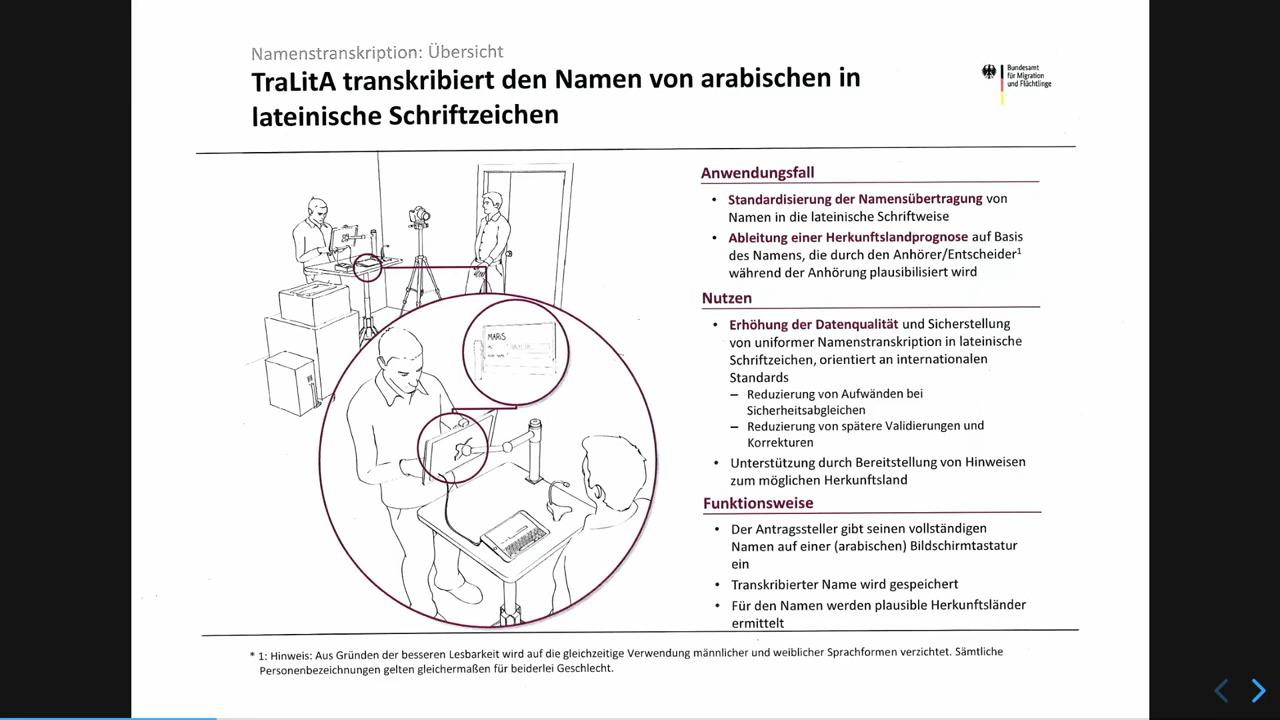 Namenstranskription: Übersicht
TraLitA transkribiert den Namen von arabischen in
lateinische Schriftzeichen
Bundesamt
für Migration
und Flüchtlinge
Anwendungsfall
• Standardisierung der Namensübertragung von
Namen in die lateinische Schriftweise
• Ableitung einer Herkunftslandprognose auf Basis
des Namens, die durch den Anhörer/Entscheider¹
während der Anhörung plausibilisiert wird
Nutzen
• Erhöhung der Datenqualität und Sicherstellung
von uniformer Namenstranskription in lateinische
Schriftzeichen, orientiert an internationalen
Standards
– Reduzierung von Aufwänden bei
Sicherheitsabgleichen
– Reduzierung von spätere Validierungen und
Korrekturen
• Unterstützung durch Bereitstellung von Hinweisen
zum möglichen Herkunftsland
Funktionsweise
• Der Antragssteller gibt seinen vollständigen
Namen auf einer (arabischen) Bildschirmtastatur
ein
• Transkribierter Name wird gespeichert
• Für den Namen werden plausible Herkunftsländer
ermittelt
MARiS
* 1: Hinweis: Aus Gründen der besseren Lesbarkeit wird auf die gleichzeitige Verwendung männlicher und weiblicher Sprachformen verzichtet. Sämtliche
Personenbezeichnungen gelten gleichermaßen für beiderlei Geschlecht.